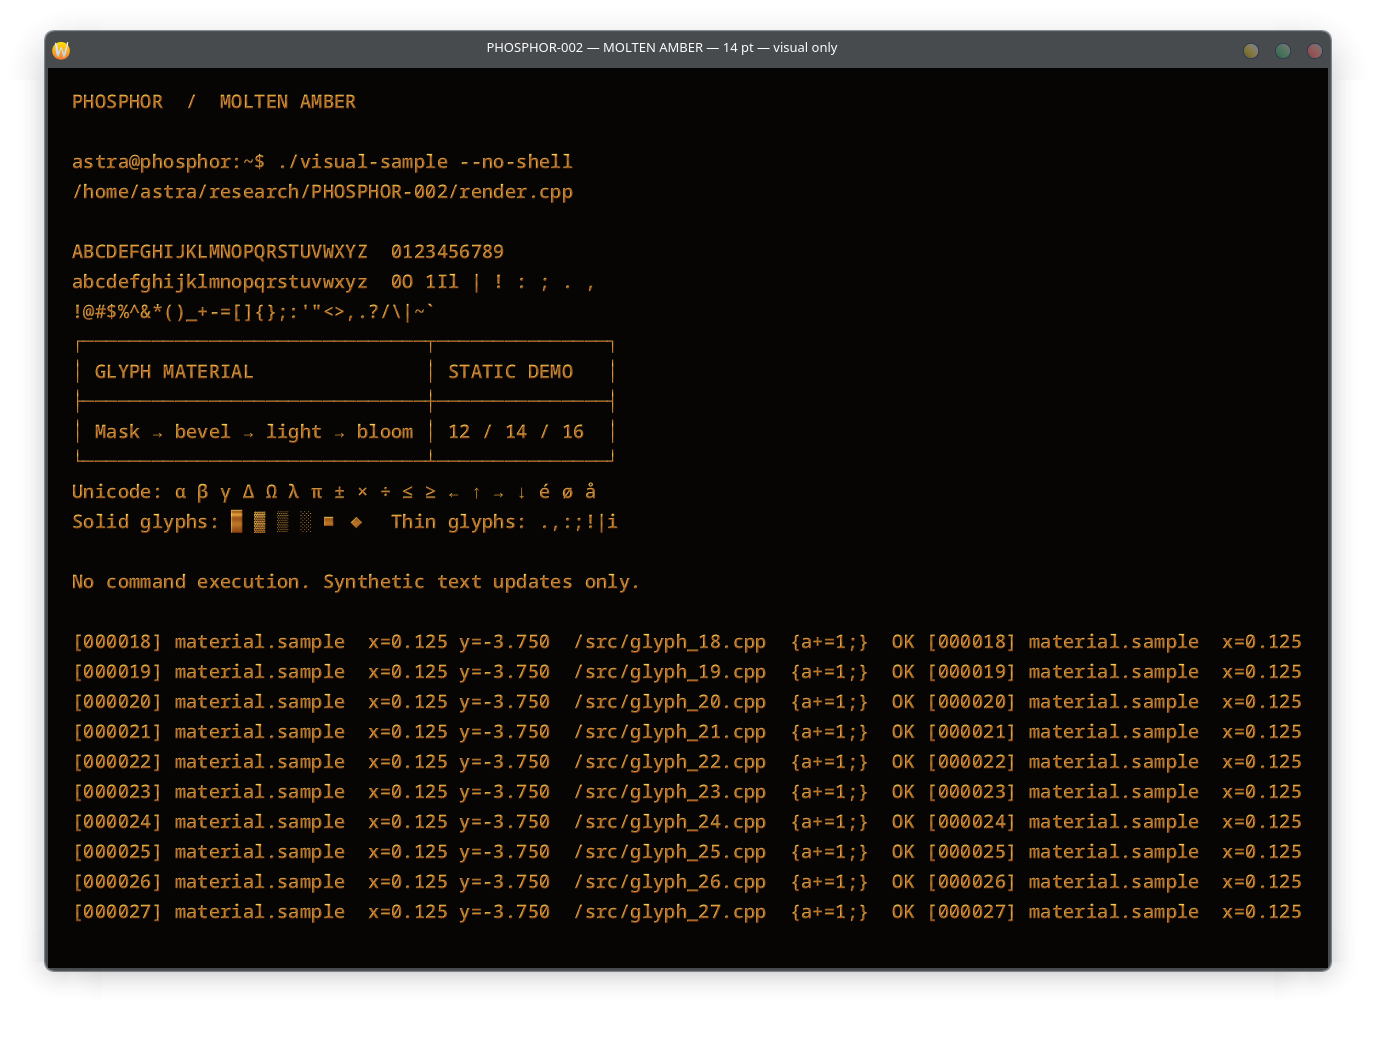 PHOSPHOR-002 — MOLTEN AMBER — 14 pt — visual only
PHOSPHOR  /  MOLTEN AMBER
astra@phosphor:~$ ./visual-sample --no-shell
/home/astra/research/PHOSPHOR-002/render.cpp
ABCDEFGHIJKLMNOPQRSTUVWXYZ  0123456789
abcdefghijklmnopqrstuvwxyz  0O 1Il | ! : ; . ,
!@#$%^&*()_+-=[]{};:'"<>,.?/\|~`
┌──────────────────────────────┬───────────────┐
│ GLYPH MATERIAL               │ STATIC DEMO   │
├──────────────────────────────┼───────────────┤
│ Mask → bevel → light → bloom │ 12 / 14 / 16  │
└──────────────────────────────┴───────────────┘
Unicode: α β γ Δ Ω λ π ± × ÷ ≤ ≥ ← ↑ → ↓ é ø å
Solid glyphs: █ ▓ ▒ ░ ■ ◆  Thin glyphs: .,:;!|i
No command execution. Synthetic text updates only.
[000018] material.sample  x=0.125 y=-3.750  /src/glyph_18.cpp  {a+=1;}  OK [000018] material.sample  x=0.125
[000019] material.sample  x=0.125 y=-3.750  /src/glyph_19.cpp  {a+=1;}  OK [000019] material.sample  x=0.125
[000020] material.sample  x=0.125 y=-3.750  /src/glyph_20.cpp  {a+=1;}  OK [000020] material.sample  x=0.125
[000021] material.sample  x=0.125 y=-3.750  /src/glyph_21.cpp  {a+=1;}  OK [000021] material.sample  x=0.125
[000022] material.sample  x=0.125 y=-3.750  /src/glyph_22.cpp  {a+=1;}  OK [000022] material.sample  x=0.125
[000023] material.sample  x=0.125 y=-3.750  /src/glyph_23.cpp  {a+=1;}  OK [000023] material.sample  x=0.125
[000024] material.sample  x=0.125 y=-3.750  /src/glyph_24.cpp  {a+=1;}  OK [000024] material.sample  x=0.125
[000025] material.sample  x=0.125 y=-3.750  /src/glyph_25.cpp  {a+=1;}  OK [000025] material.sample  x=0.125
[000026] material.sample  x=0.125 y=-3.750  /src/glyph_26.cpp  {a+=1;}  OK [000026] material.sample  x=0.125
[000027] material.sample  x=0.125 y=-3.750  /src/glyph_27.cpp  {a+=1;}  OK [000027] material.sample  x=0.125